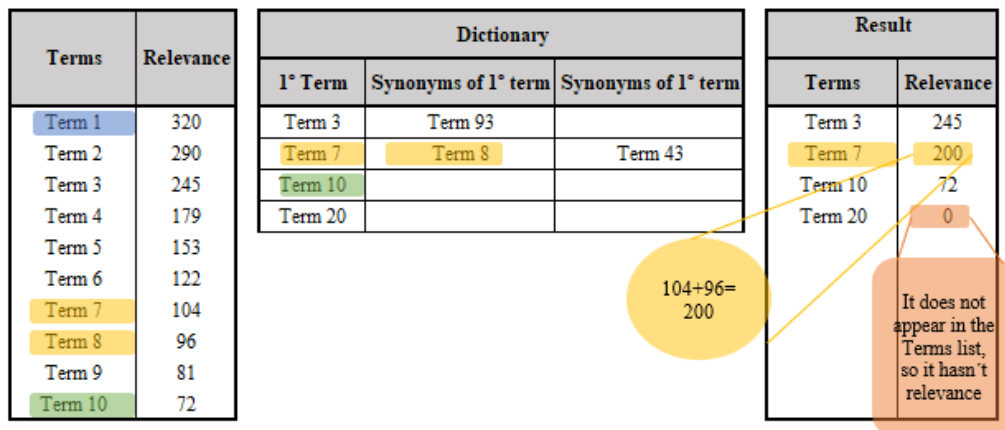 Terms Relevance
Term 1 320
Term 2 290
Term 3 245
Term 4 179
Term 5 153
Term 6 122
Term 7 104
Term 8 96
Term 9 81
Term 10 72
Dictionary
1° Term Synonyms of 1° term Synonyms of 1° term
Term 3 Term 93
Term 7 Term 8 Term 43
Term 10
Term 20
Result
Terms Relevance
Term 3 245
Term 7 200
Term 10 72
Term 20 0
104+96=
200
It does not
appear in the
Terms list,
so it hasn´t
relevance